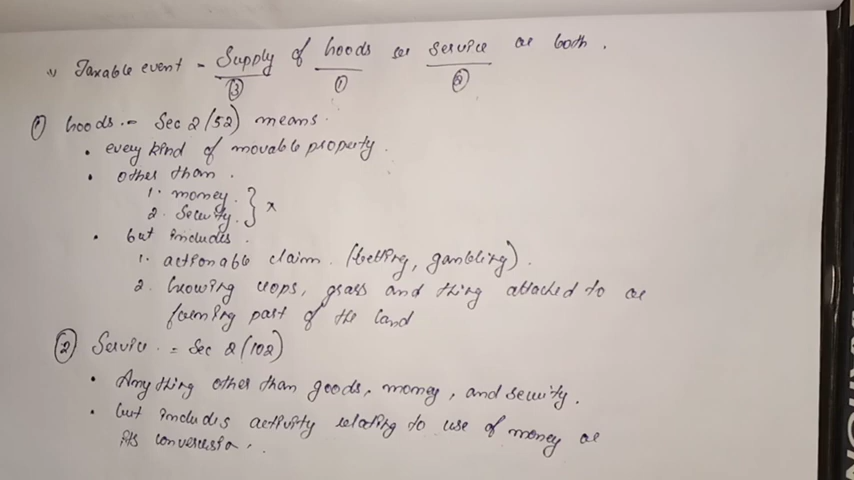 Taxable event - Supply of Goods or service or both.
③ ① ②
① Goods - Sec 2(52) means.
• every kind of movable property.
• other than.
1. money.
2. Security. } x
• but includes.
1. actionable claim. (betting, gambling).
2. Growing crops, grass and thing attached to or
forming part of the land
② Service. = Sec 2(102)
• Anything other than goods, money, and security.
• but includes activity relating to use of money or
its conversion.